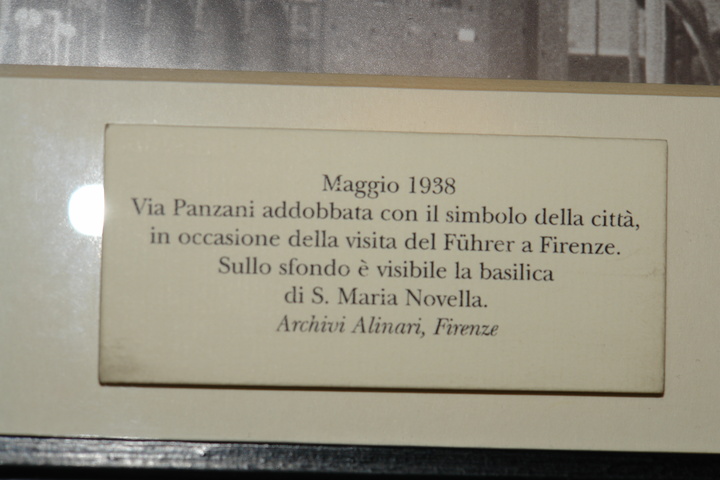 Maggio 1938
Via Panzani addobbata con il simbolo della città,
in occasione della visita del Führer a Firenze.
Sullo sfondo è visibile la basilica
di S. Maria Novella.
Archivi Alinari, Firenze